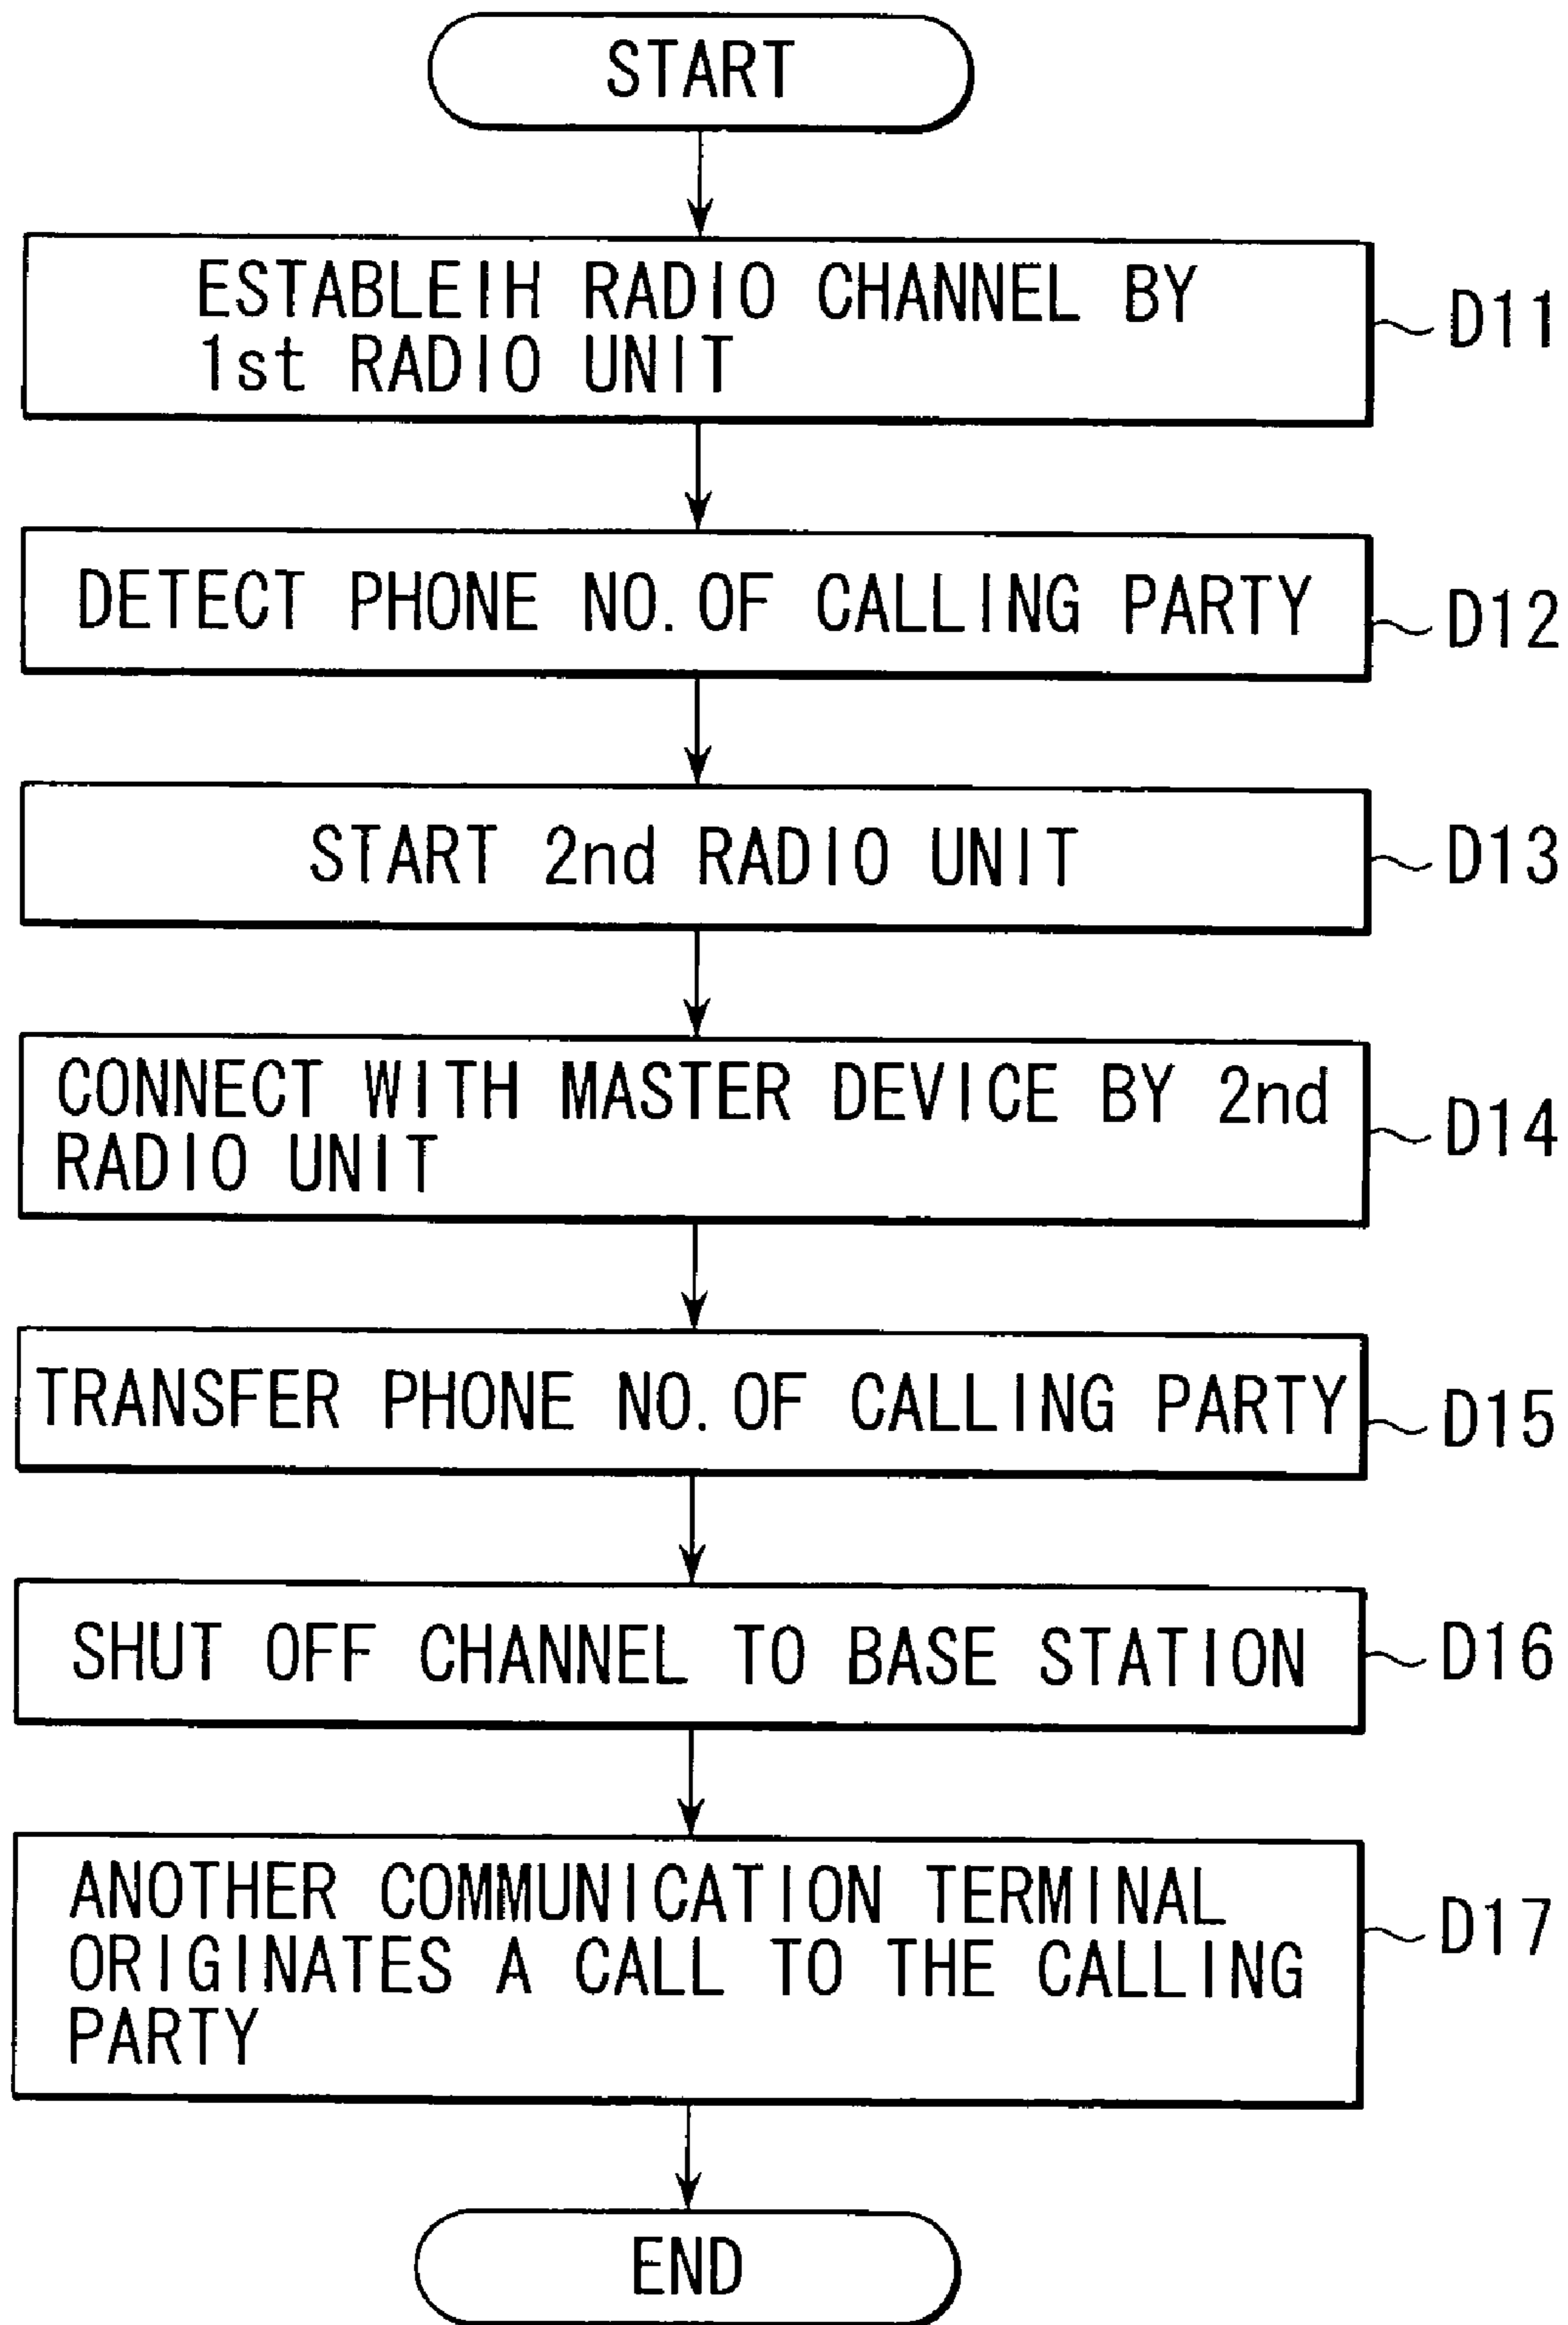 START
ESTABLEIH RADIO CHANNEL BY
1st RADIO UNIT
D11
DETECT PHONE NO. OF CALLING PARTY
D12
START 2nd RADIO UNIT
D13
CONNECT WITH MASTER DEVICE BY 2nd
RADIO UNIT
D14
TRANSFER PHONE NO. OF CALLING PARTY
D15
SHUT OFF CHANNEL TO BASE STATION
D16
ANOTHER COMMUNICATION TERMINAL
ORIGINATES A CALL TO THE CALLING
PARTY
D17
END